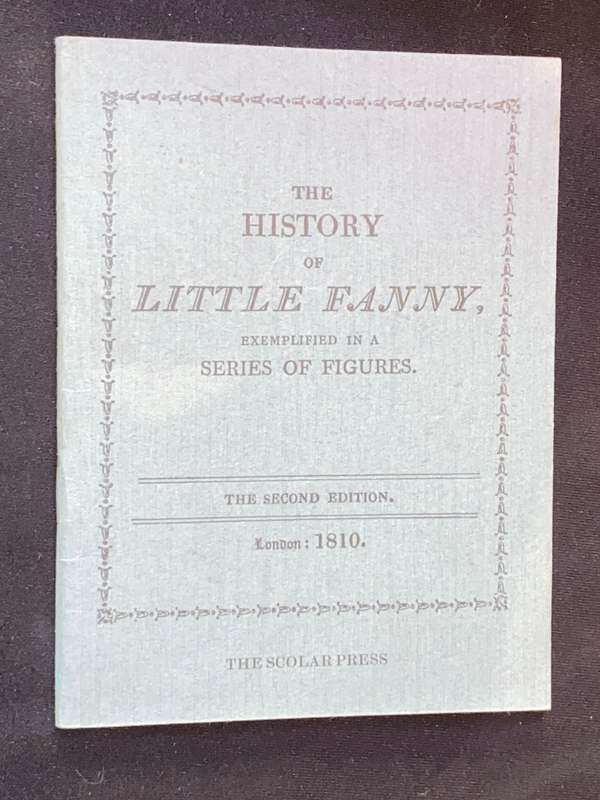 THE
HISTORY
OF
LITTLE FANNY,
EXEMPLIFIED IN A
SERIES OF FIGURES.
THE SECOND EDITION.
London: 1810.
THE SCOLAR PRESS